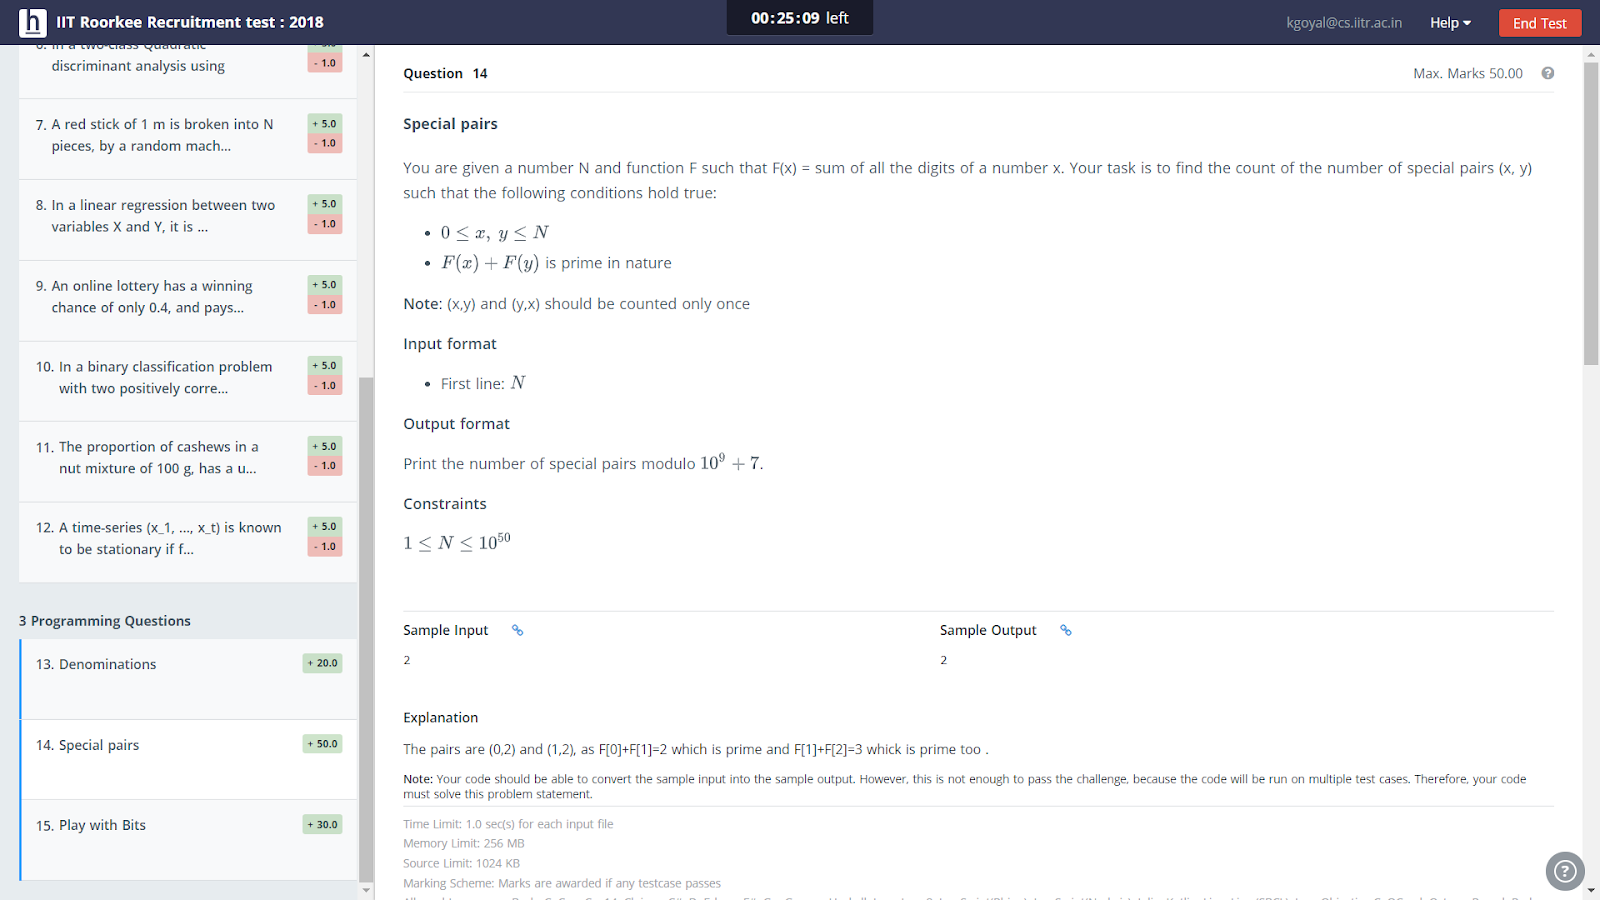 h IIT Roorkee Recruitment test : 2018
00:25:09 left
kgoyal@cs.iitr.ac.in Help End Test
6. In a two-class Quadratic
discriminant analysis using
- 1.0
7. A red stick of 1 m is broken into N
pieces, by a random mach...
+ 5.0
- 1.0
8. In a linear regression between two
variables X and Y, it is ...
+ 5.0
- 1.0
9. An online lottery has a winning
chance of only 0.4, and pays...
+ 5.0
- 1.0
10. In a binary classification problem
with two positively corre...
+ 5.0
- 1.0
11. The proportion of cashews in a
nut mixture of 100 g, has a u...
+ 5.0
- 1.0
12. A time-series (x_1, ..., x_t) is known
to be stationary if f...
+ 5.0
- 1.0
3 Programming Questions
13. Denominations
+ 20.0
14. Special pairs
+ 50.0
15. Play with Bits
+ 30.0
Question 14
Max. Marks 50.00 ?
Special pairs
You are given a number N and function F such that F(x) = sum of all the digits of a number x. Your task is to find the count of the number of special pairs (x, y)
such that the following conditions hold true:
• 0 ≤ x, y ≤ N
• F(x) + F(y) is prime in nature
Note: (x,y) and (y,x) should be counted only once
Input format
• First line: N
Output format
Print the number of special pairs modulo 10⁹ + 7.
Constraints
1 ≤ N ≤ 10⁵⁰
Sample Input
2
Sample Output
2
Explanation
The pairs are (0,2) and (1,2), as F[0]+F[1]=2 which is prime and F[1]+F[2]=3 whick is prime too .
Note: Your code should be able to convert the sample input into the sample output. However, this is not enough to pass the challenge, because the code will be run on multiple test cases. Therefore, your code
must solve this problem statement.
Time Limit: 1.0 sec(s) for each input file
Memory Limit: 256 MB
Source Limit: 1024 KB
Marking Scheme: Marks are awarded if any testcase passes
?